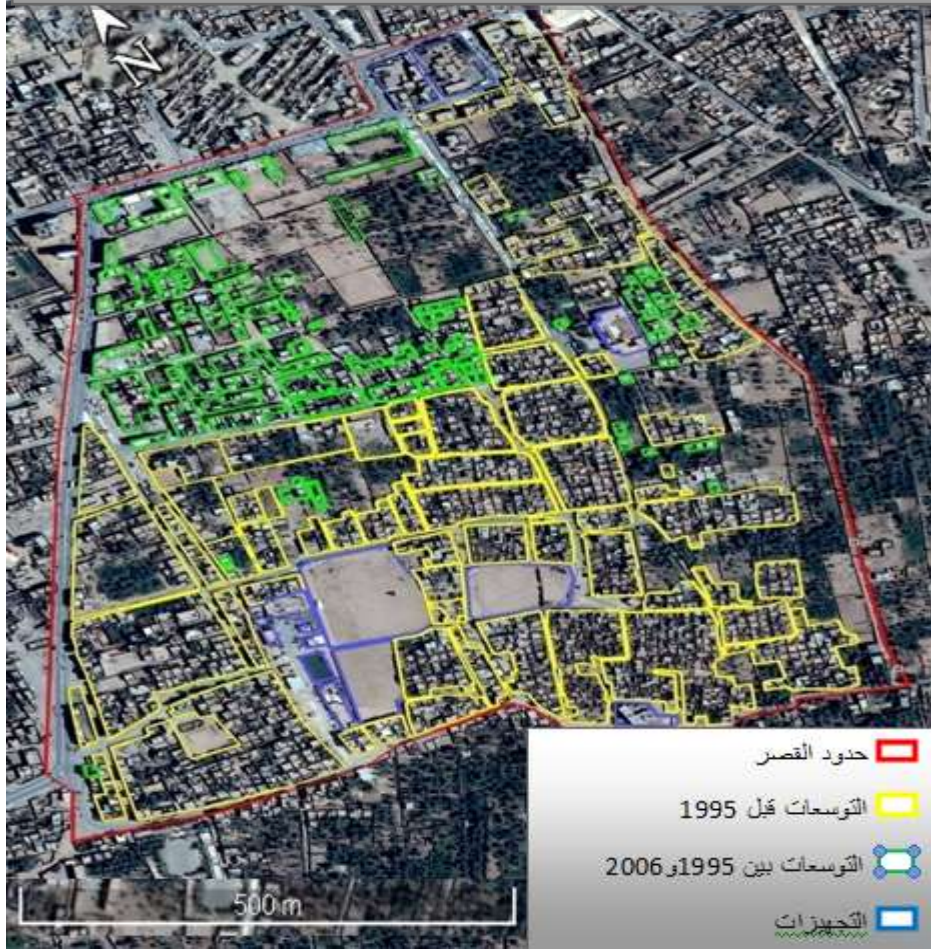 N
حدود القصر
التوسعات قبل 1995
التوسعات بين 1995و2006
التجهيزات
500 m